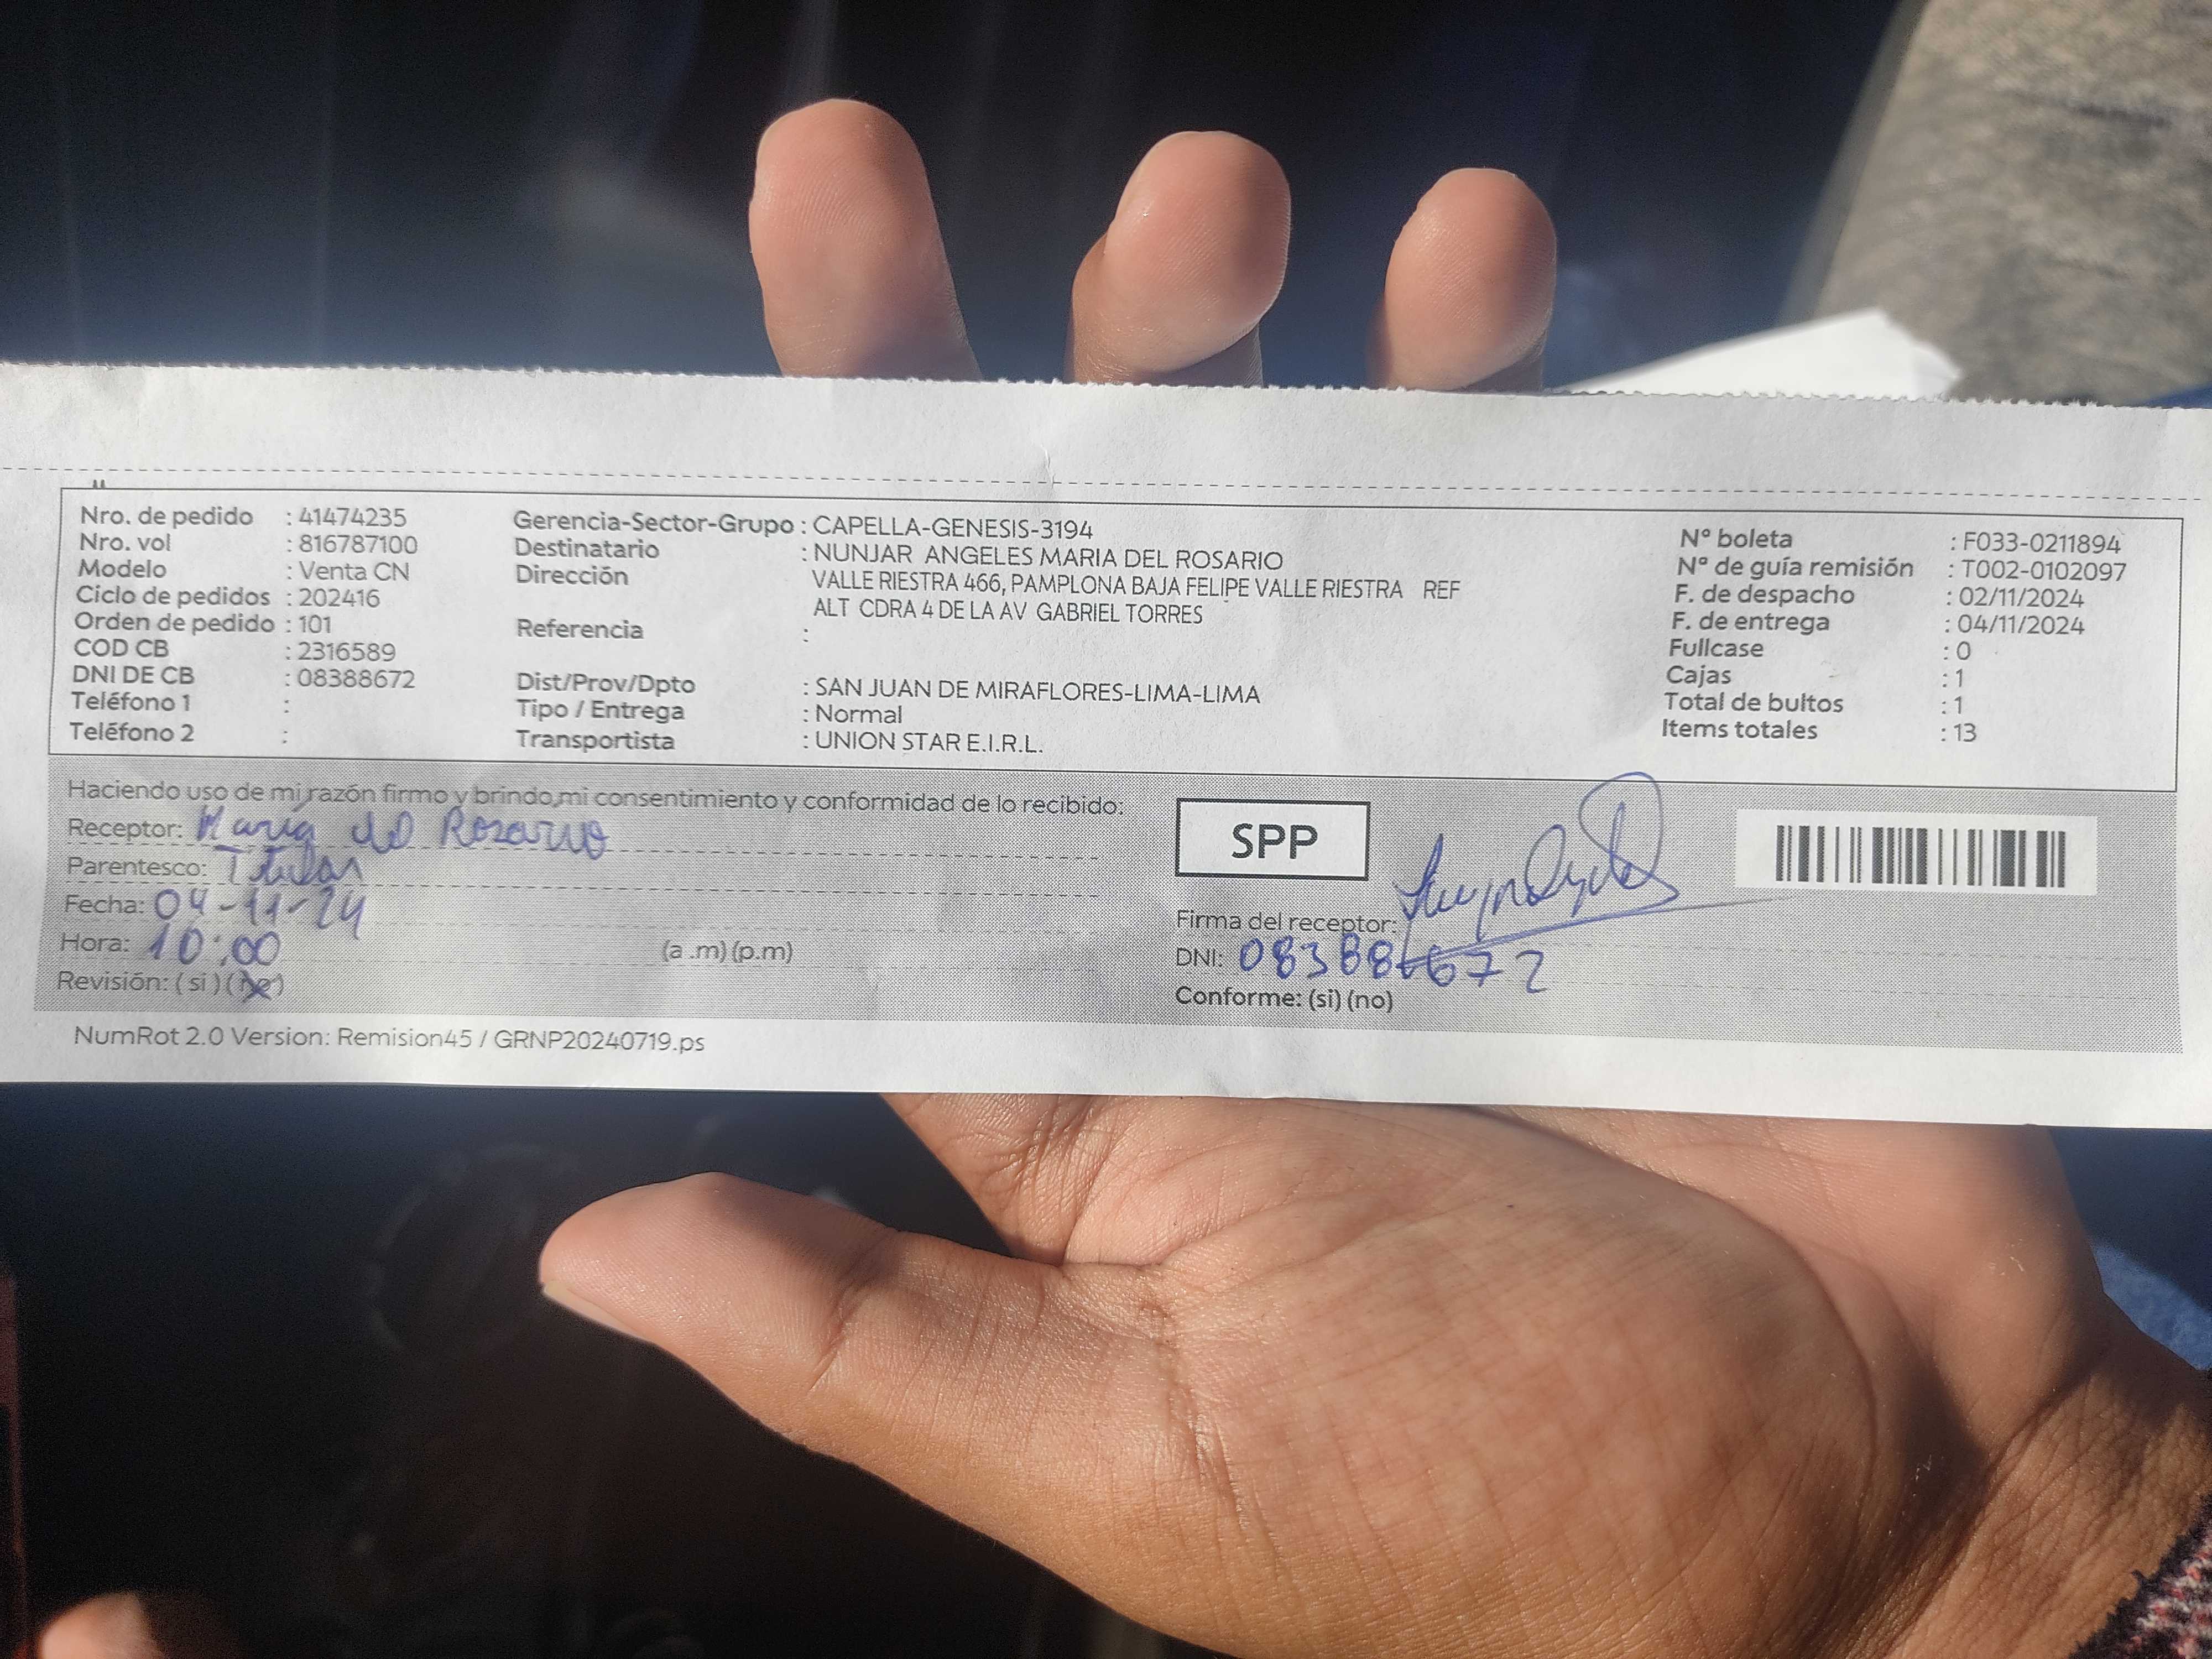 Nro. de pedido : 41474235
Nro. vol : 816787100
Modelo : Venta CN
Ciclo de pedidos : 202416
Orden de pedido : 101
COD CB : 2316589
DNI DE CB : 08388672
Teléfono 1 :
Teléfono 2 :
Gerencia-Sector-Grupo : CAPELLA-GENESIS-3194
Destinatario : NUNJAR ANGELES MARIA DEL ROSARIO
Dirección VALLE RIESTRA 466, PAMPLONA BAJA FELIPE VALLE RIESTRA REF
ALT CDRA 4 DE LA AV GABRIEL TORRES
Referencia :
Dist/Prov/Dpto : SAN JUAN DE MIRAFLORES-LIMA-LIMA
Tipo / Entrega : Normal
Transportista : UNION STAR E.I.R.L.
N° boleta : F033-0211894
N° de guía remisión : T002-0102097
F. de despacho : 02/11/2024
F. de entrega : 04/11/2024
Fullcase : 0
Cajas : 1
Total de bultos : 1
Items totales : 13
Haciendo uso de mi razón firmo y brindo mi consentimiento y conformidad de lo recibido:
Receptor: Maria del Rosario
Parentesco: Titular
Fecha: 04-11-24
Hora: 10:00 (a .m) (p.m)
Revisión: ( si ) (no)
SPP
Firma del receptor:
DNI: 08388672
Conforme: (si) (no)
NumRot 2.0 Version: Remision45 / GRNP20240719.ps